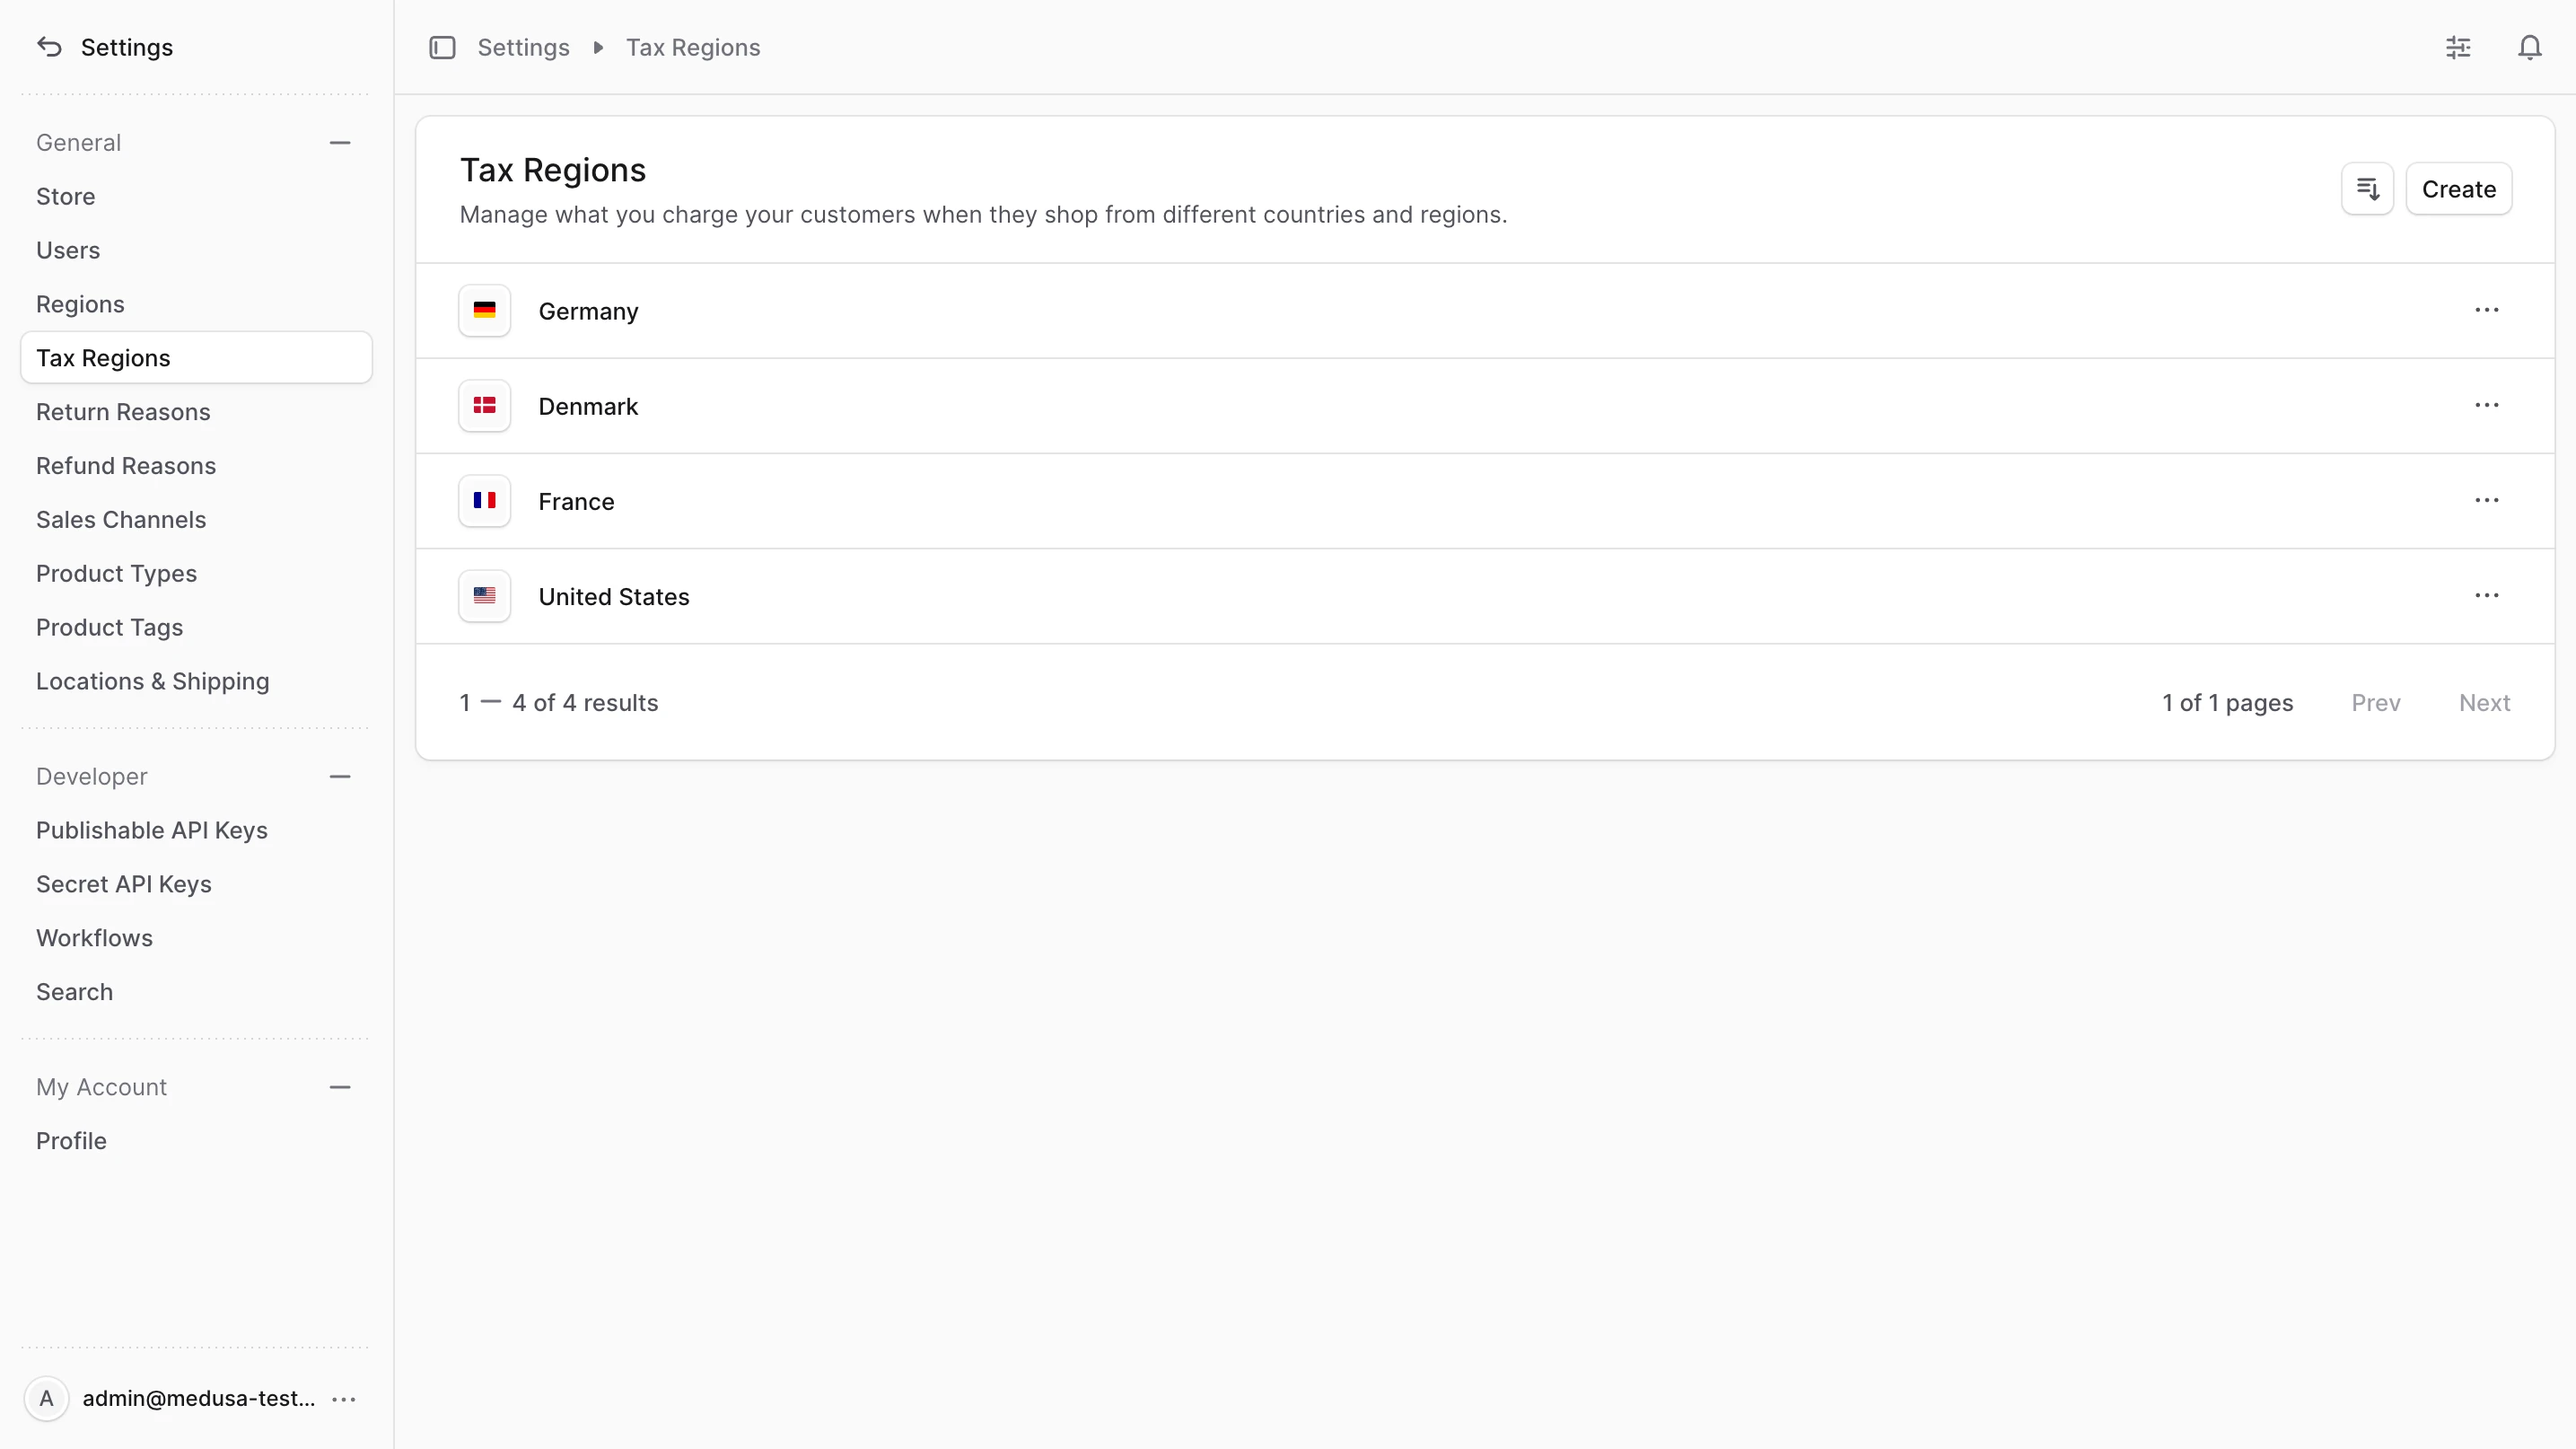 Settings
General
Store
Users
Regions
Tax Regions
Return Reasons
Refund Reasons
Sales Channels
Product Types
Product Tags
Locations & Shipping
Developer
Publishable API Keys
Secret API Keys
Workflows
Search
My Account
Profile
A admin@medusa-test...
Settings Tax Regions
Tax Regions
Manage what you charge your customers when they shop from different countries and regions.
Create
Germany
Denmark
France
United States
1 — 4 of 4 results
1 of 1 pages Prev Next